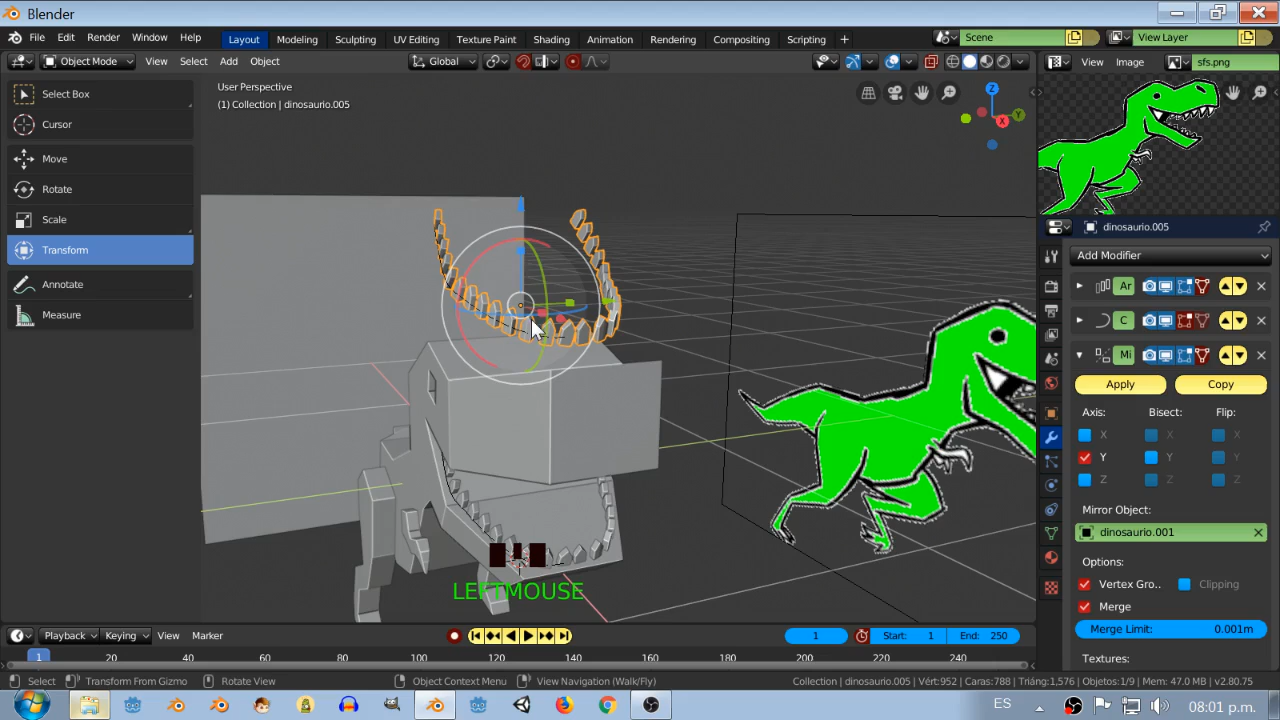 Blender
File Edit Render Window Help Layout Modeling Sculpting UV Editing Texture Paint Shading Animation Rendering Compositing Scripting + Scene View Layer
Object Mode View Select Add Object Global View Image sfs.png
Select Box
Cursor
Move
Rotate
Scale
Transform
Annotate
Measure
User Perspective
(1) Collection | dinosaurio.005
Z
Y
X
dinosaurio.005
Add Modifier
Ar
C
Mi
Apply Copy
Axis: Bisect: Flip:
X X X
Y Y Y
Z Z Z
Mirror Object:
dinosaurio.001
Options:
Vertex Gro.. Clipping
Merge
Merge Limit: 0.001m
Textures:
LEFTMOUSE
Playback Keying View Marker 1 Start: 1 End: 250
1 20 40 60 80 100 120 140 160 180 200 220 240
Select Transform From Gizmo Rotate View Object Context Menu View Navigation (Walk/Fly) Collection | dinosaurio.005 | Vért:952 | Caras:788 | Triáng:1,576 | Objetos:1/9 | Mem: 47.0 MB | v2.80.75
ES 08:01 p.m.